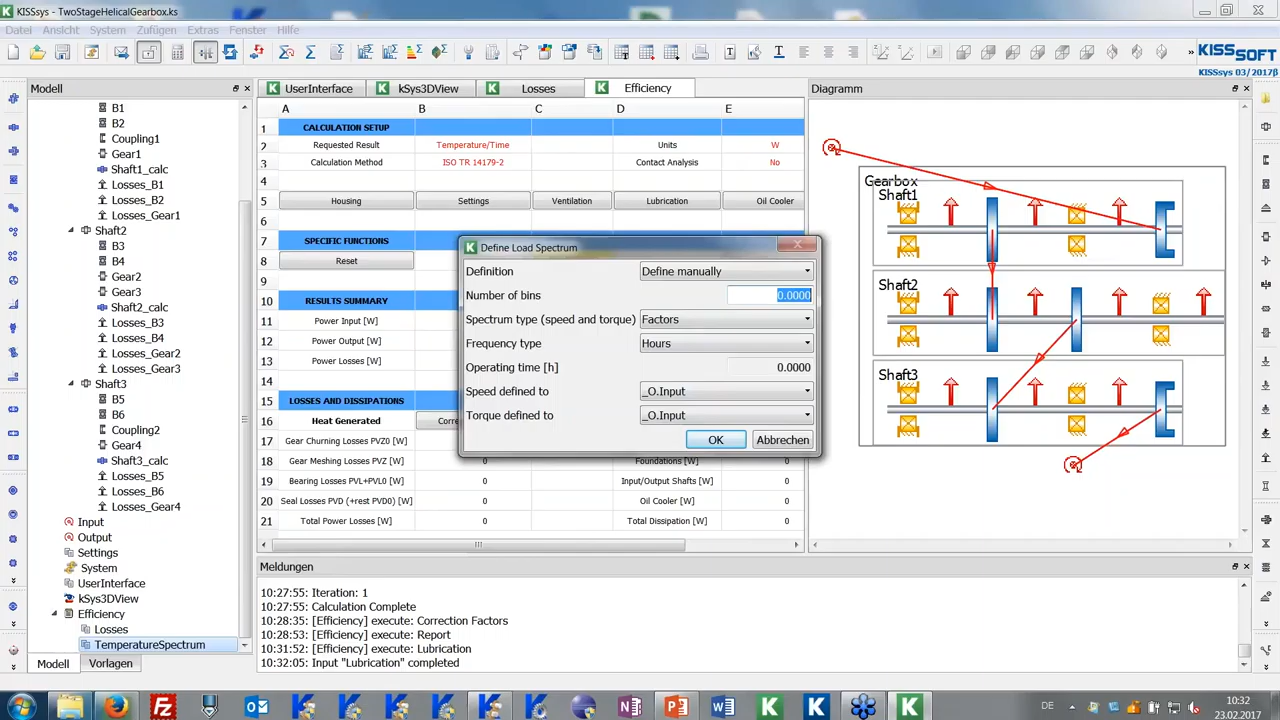 KISSsys - TwoStageHelicalGearbox.ks
Datei Ansicht System Zufügen Extras Fenster Hilfe
KISSSOFT
KISSsys 03/2017β
Modell
B1
B2
Coupling1
Gear1
Shaft1_calc
Losses_B1
Losses_B2
Losses_Gear1
Shaft2
B3
B4
Gear2
Gear3
Shaft2_calc
Losses_B3
Losses_B4
Losses_Gear2
Losses_Gear3
Shaft3
B5
B6
Coupling2
Gear4
Shaft3_calc
Losses_B5
Losses_B6
Losses_Gear4
Input
Output
Settings
System
UserInterface
kSys3DView
Efficiency
Losses
TemperatureSpectrum
Modell Vorlagen
UserInterface kSys3DView Losses Efficiency
A B C D E
1 CALCULATION SETUP
2 Requested Result Temperature/Time Units W
3 Calculation Method ISO TR 14179-2 Contact Analysis No
4
5 Housing Settings Ventilation Lubrication Oil Cooler
6
7 SPECIFIC FUNCTIONS
8 Reset
9
10 RESULTS SUMMARY
11 Power Input [W]
12 Power Output [W]
13 Power Losses [W]
14
15 LOSSES AND DISSIPATIONS
16 Heat Generated Corre
17 Gear Churning Losses PVZ0 [W]
18 Gear Meshing Losses PVZ [W] 0 Foundations [W] 0
19 Bearing Losses PVL+PVL0 [W] 0 Input/Output Shafts [W] 0
20 Seal Losses PVD (+rest PVD0) [W] 0 Oil Cooler [W] 0
21 Total Power Losses [W] 0 Total Dissipation [W] 0
Define Load Spectrum
Definition Define manually
Number of bins 0.0000
Spectrum type (speed and torque) Factors
Frequency type Hours
Operating time [h] 0.0000
Speed defined to _O.Input
Torque defined to _O.Input
OK Abbrechen
Diagramm
Gearbox
Shaft1
Shaft2
Shaft3
Meldungen
10:27:55: Iteration: 1
10:27:55: Calculation Complete
10:28:35: [Efficiency] execute: Correction Factors
10:28:53: [Efficiency] execute: Report
10:31:52: [Efficiency] execute: Lubrication
10:32:05: Input "Lubrication" completed
DE
10:32
23.02.2017